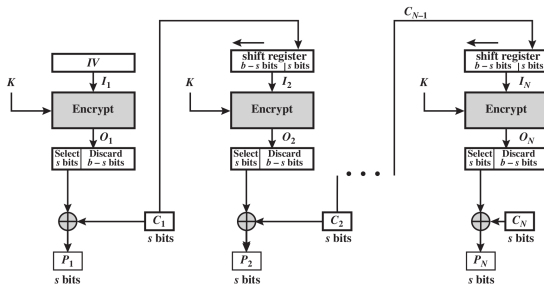 C_{N-1}
IV
shift register
b – s bits | s bits
shift register
b – s bits | s bits
K
I_1
K
I_2
K
I_N
Encrypt
Encrypt
Encrypt
O_1
O_2
O_N
Select
s bits
Discard
b – s bits
Select
s bits
Discard
b – s bits
Select
s bits
Discard
b – s bits
• • •
C_1
s bits
C_2
s bits
C_N
s bits
P_1
s bits
P_2
s bits
P_N
s bits